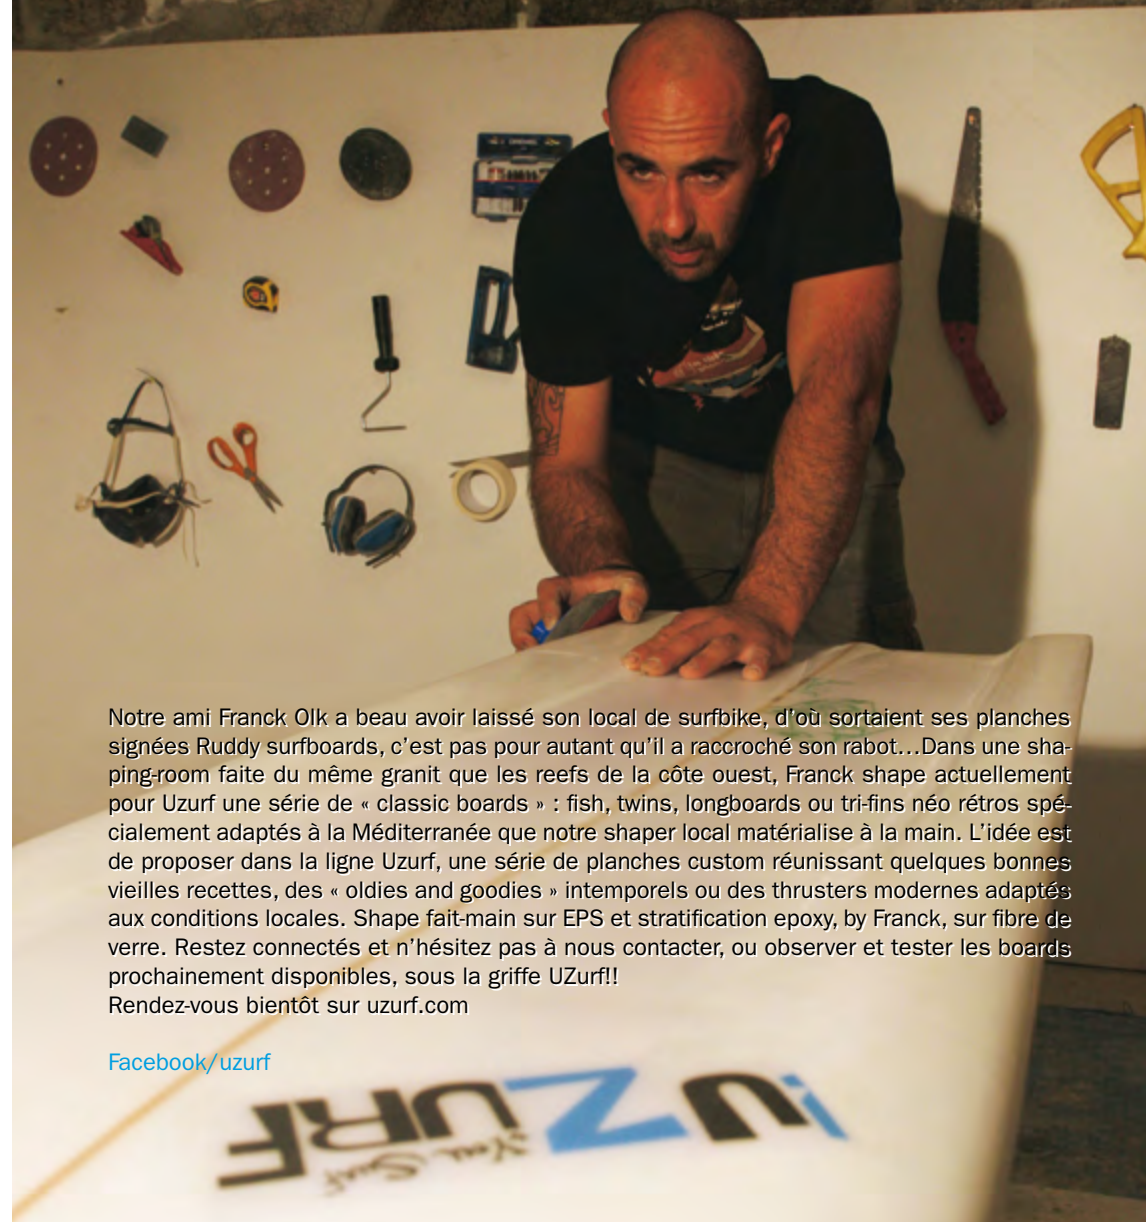 Notre ami Franck Olk a beau avoir laissé son local de surfbike, d'où sortaient ses planches
signées Ruddy surfboards, c'est pas pour autant qu'il a raccroché son rabot...Dans une sha-
ping-room faite du même granit que les reefs de la côte ouest, Franck shape actuellement
pour Uzurf une série de « classic boards » : fish, twins, longboards ou tri-fins néo rétros spé-
cialement adaptés à la Méditerranée que notre shaper local matérialise à la main. L'idée est
de proposer dans la ligne Uzurf, une série de planches custom réunissant quelques bonnes
vieilles recettes, des « oldies and goodies » intemporels ou des thrusters modernes adaptés
aux conditions locales. Shape fait-main sur EPS et stratification epoxy, by Franck, sur fibre de
verre. Restez connectés et n'hésitez pas à nous contacter, ou observer et tester les boards
prochainement disponibles, sous la griffe UZurf!!
Rendez-vous bientôt sur uzurf.com
Facebook/uzurf
UZURF
You Surf